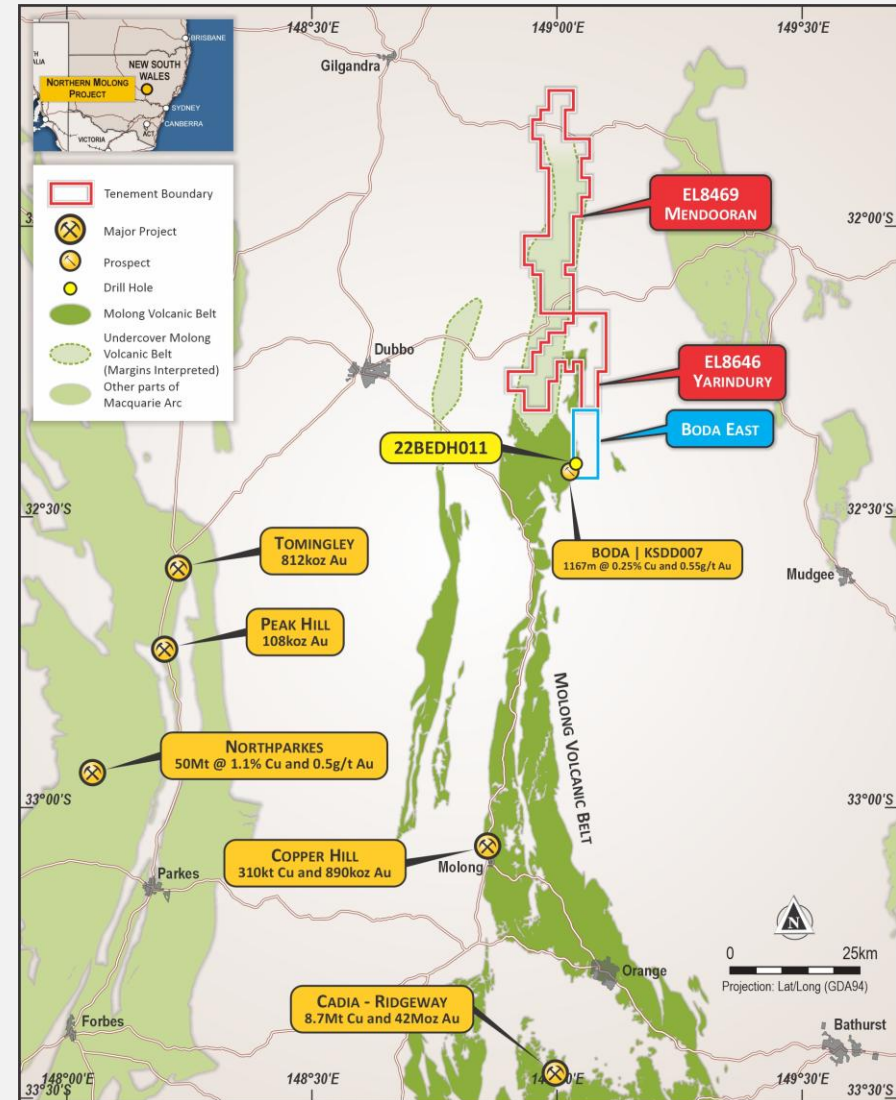 148°30'E
149°00'E
149°30'E
BRISBANE
NEW SOUTH
WALES
NORTHERN MOLONG
PROJECT
SYDNEY
CANBERRA
ACT
VICTORIA
Gilgandra
Tenement Boundary
Major Project
Prospect
Drill Hole
Molong Volcanic Belt
Undercover Molong
Volcanic Belt
(Margins Interpreted)
Other parts of
Macquarie Arc
EL8469
MENDOORAN
32°00'S
Dubbo
EL8646
YARINDURY
BODA EAST
22BEDH011
32°30'S
32°30'S
BODA | KSDD007
1167m @ 0.25% Cu and 0.55g/t Au
TOMINGLEY
812koz Au
Mudgee
PEAK HILL
108koz Au
MOLONG VOLCANIC BELT
NORTHPARKES
50Mt @ 1.1% Cu and 0.5g/t Au
33°00'S
33°00'S
COPPER HILL
310kt Cu and 890koz Au
Molong
Parkes
N
0
25km
Projection: Lat/Long (GDA94)
Orange
CADIA - RIDGEWAY
8.7Mt Cu and 42Moz Au
Forbes
Bathurst
148°00'E
148°30'E
149°30'E
33°30'S
33°30'S